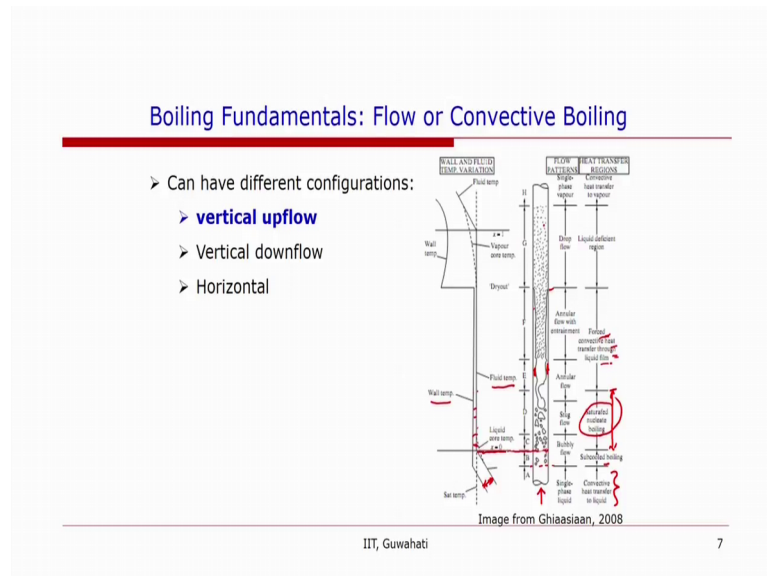 Boiling Fundamentals: Flow or Convective Boiling
Can have different configurations:
vertical upflow
Vertical downflow
Horizontal
WALL AND FLUID
TEMP. VARIATION
FLOW
PATTERNS
HEAT TRANSFER
REGIONS
Fluid temp
Wall
temp.
x=1
Vapour
core temp.
'Dryout'
Fluid temp.
Wall temp.
Liquid
core temp.
x=0
Sat temp.
H
G
F
E
D
C
B
A
Single-
phase
vapour
Drop
flow
Annular
flow with
entrainment
Annular
flow
Slug
flow
Bubbly
flow
Single-
phase
liquid
Convective
heat transfer
to vapour
Liquid deficient
region
Forced
convective heat
transfer through
liquid film
Saturated
nucleate
boiling
Subcooled boiling
Convective
heat transfer
to liquid
Image from Ghiaasiaan, 2008
IIT, Guwahati
7